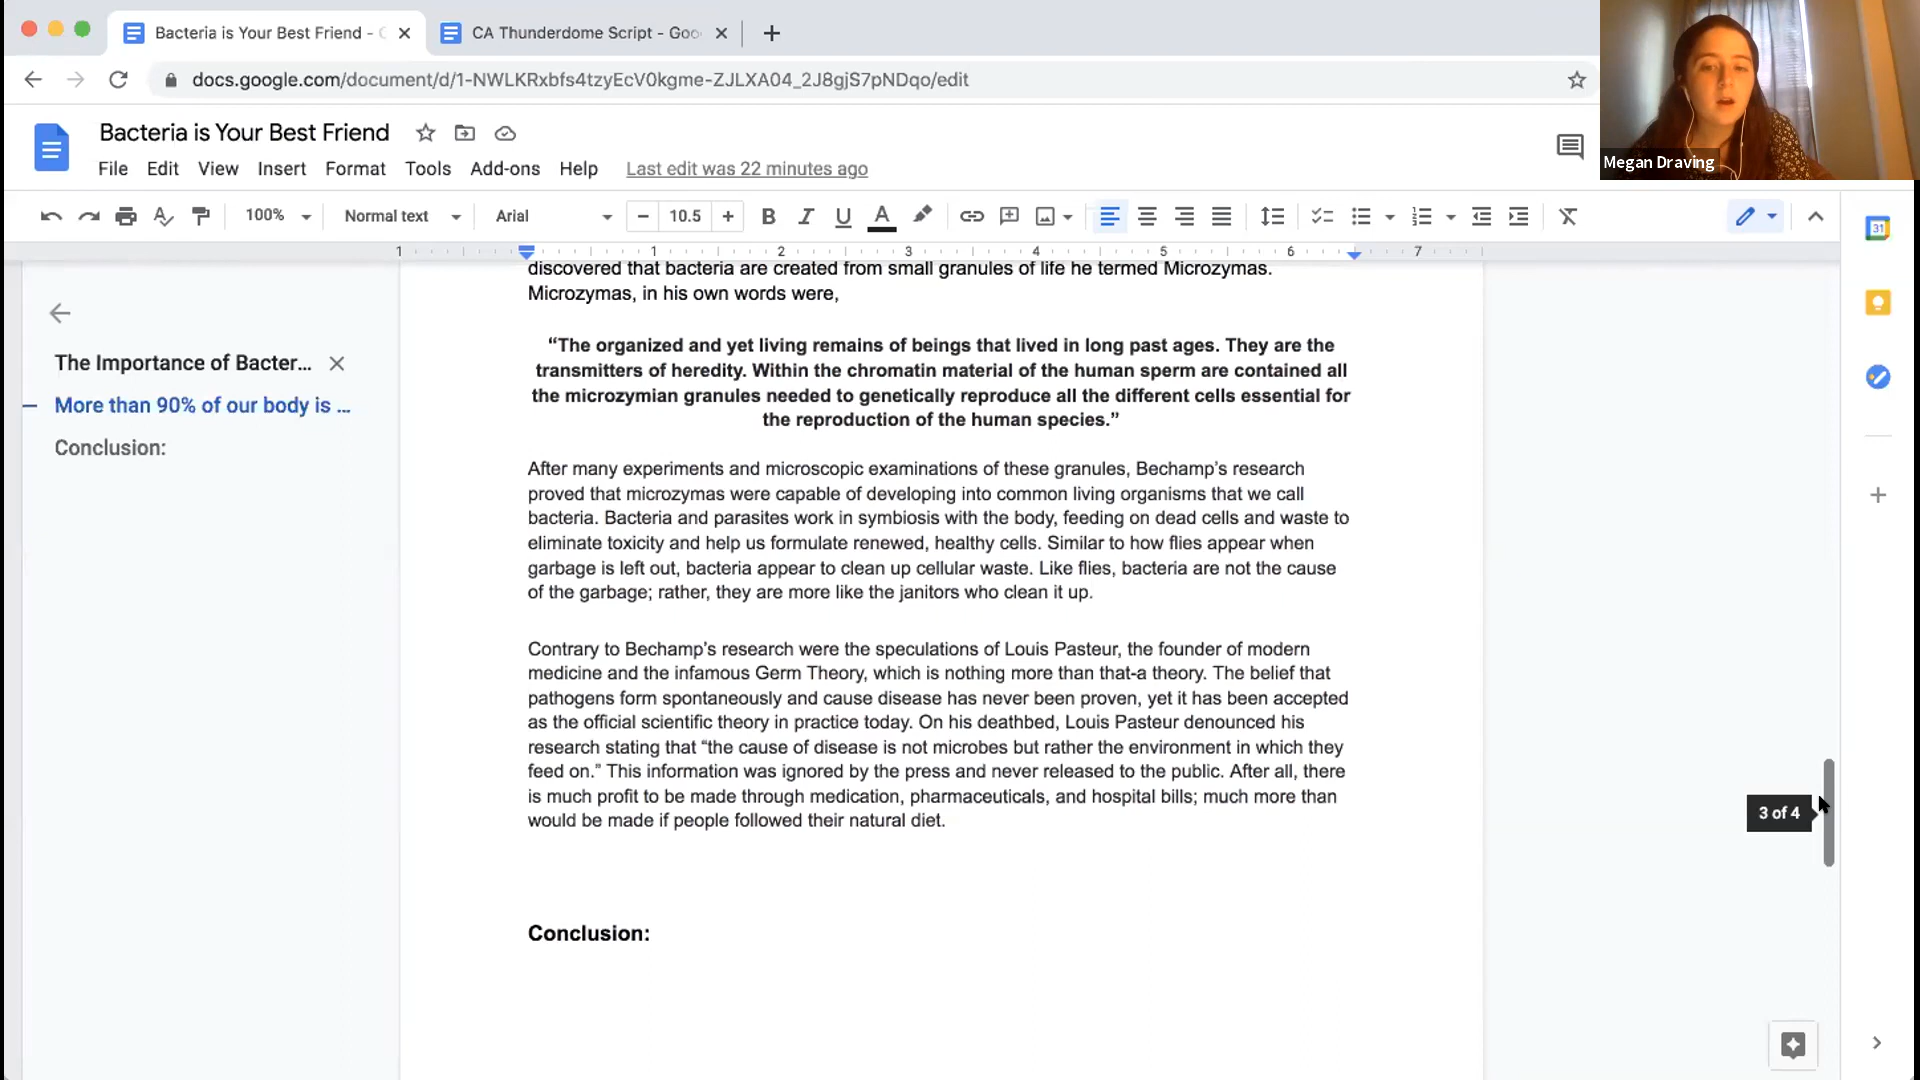 Bacteria is Your Best Friend - G
CA Thunderdome Script - Goo
docs.google.com/document/d/1-NWLKRxbfs4tzyEcV0kgme-ZJLXA04_2J8gjS7pNDqo/edit
Megan Draving
Bacteria is Your Best Friend
File Edit View Insert Format Tools Add-ons Help Last edit was 22 minutes ago
100% Normal text Arial 10.5 B I U A
31
1 1 2 3 4 5 6 7
The Importance of Bacter...
More than 90% of our body is ...
Conclusion:
discovered that bacteria are created from small granules of life he termed Microzymas.
Microzymas, in his own words were,
“The organized and yet living remains of beings that lived in long past ages. They are the
transmitters of heredity. Within the chromatin material of the human sperm are contained all
the microzymian granules needed to genetically reproduce all the different cells essential for
the reproduction of the human species.”
After many experiments and microscopic examinations of these granules, Bechamp’s research
proved that microzymas were capable of developing into common living organisms that we call
bacteria. Bacteria and parasites work in symbiosis with the body, feeding on dead cells and waste to
eliminate toxicity and help us formulate renewed, healthy cells. Similar to how flies appear when
garbage is left out, bacteria appear to clean up cellular waste. Like flies, bacteria are not the cause
of the garbage; rather, they are more like the janitors who clean it up.
Contrary to Bechamp’s research were the speculations of Louis Pasteur, the founder of modern
medicine and the infamous Germ Theory, which is nothing more than that-a theory. The belief that
pathogens form spontaneously and cause disease has never been proven, yet it has been accepted
as the official scientific theory in practice today. On his deathbed, Louis Pasteur denounced his
research stating that “the cause of disease is not microbes but rather the environment in which they
feed on.” This information was ignored by the press and never released to the public. After all, there
is much profit to be made through medication, pharmaceuticals, and hospital bills; much more than
would be made if people followed their natural diet.
3 of 4
Conclusion: